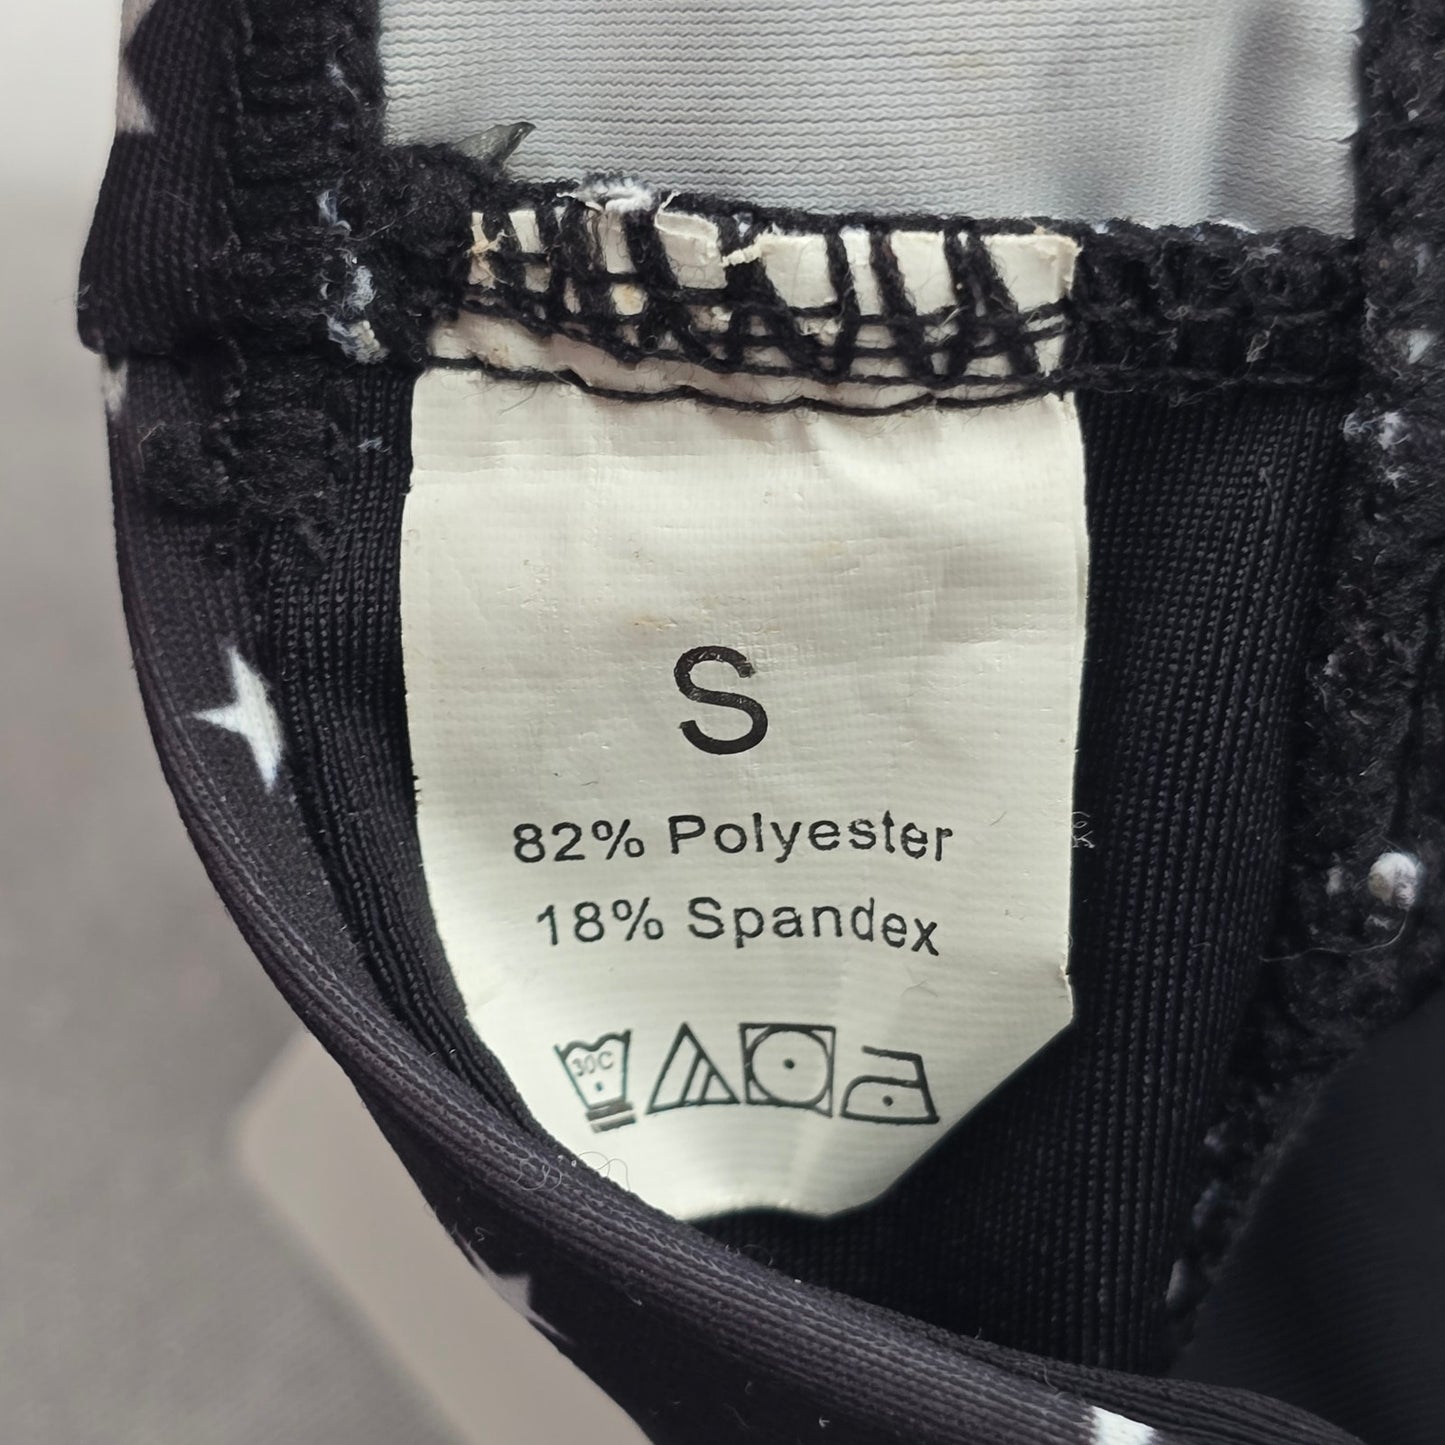 S
82% Polyester
18% Spandex
30C